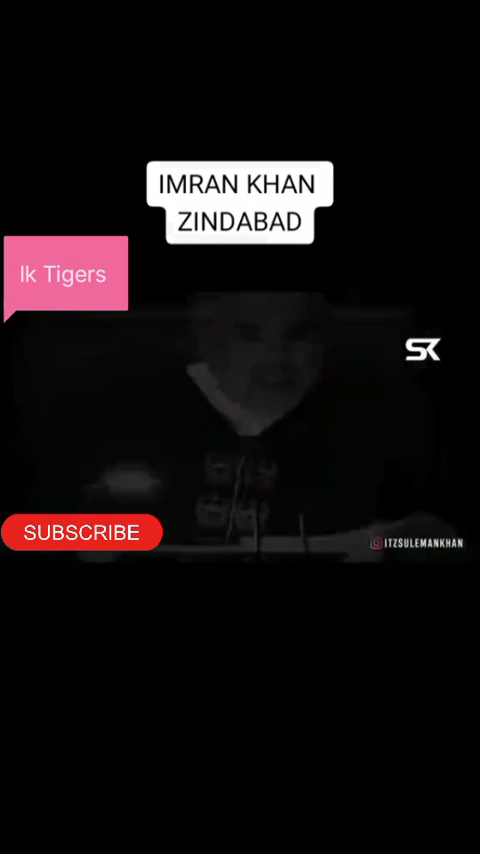 IMRAN KHAN
ZINDABAD
Ik Tigers
SK
SUBSCRIBE
ITZSULEMANKHAN